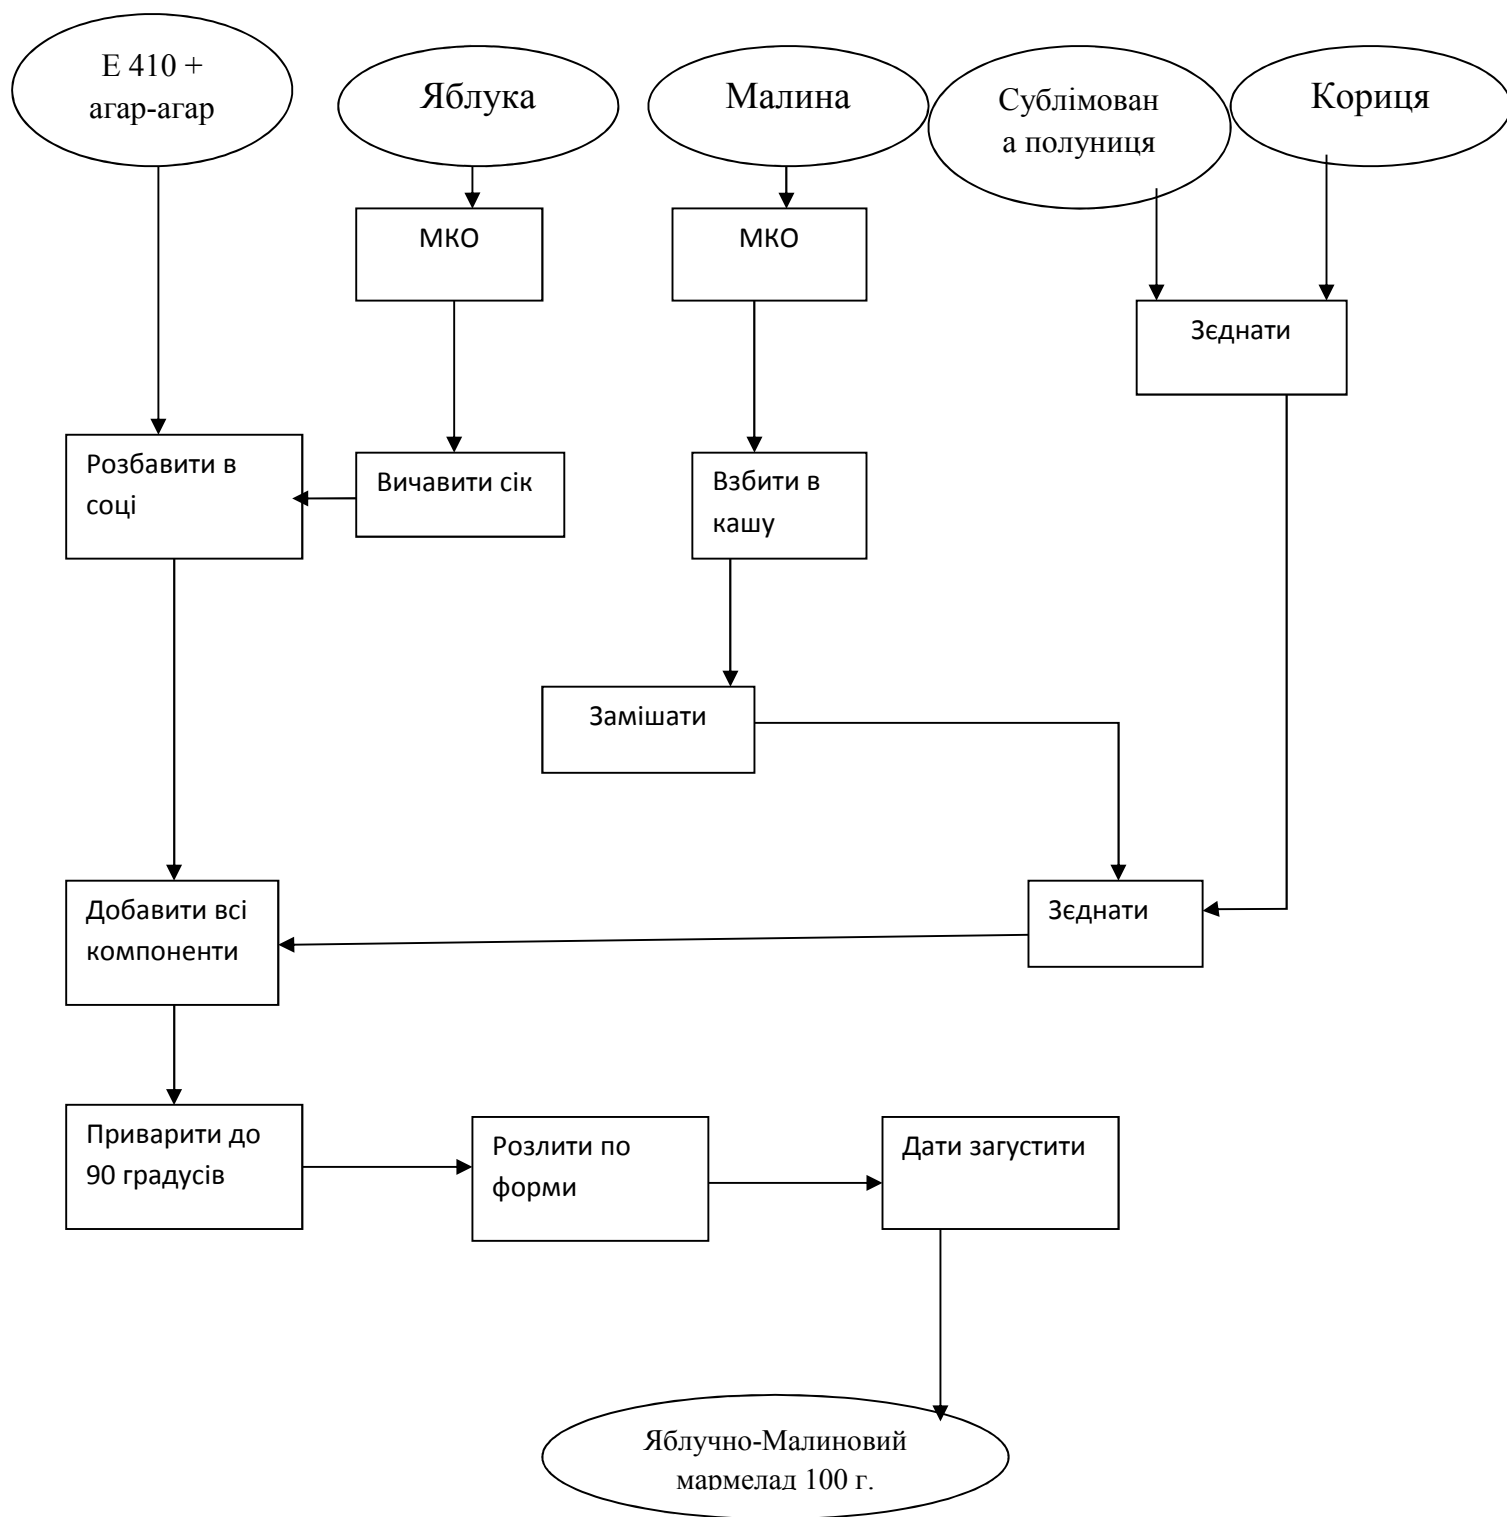 Е 410 +
агар-агар
Яблука
Малина
Сублімован
а полуниця
Кориця
МКО
МКО
Зєднати
Розбавити в
соці
Вичавити сік
Взбити в
кашу
Замішати
Добавити всі
компоненти
Зєднати
Приварити до
90 градусів
Розлити по
форми
Дати загустити
Яблучно-Малиновий
мармелад 100 г.